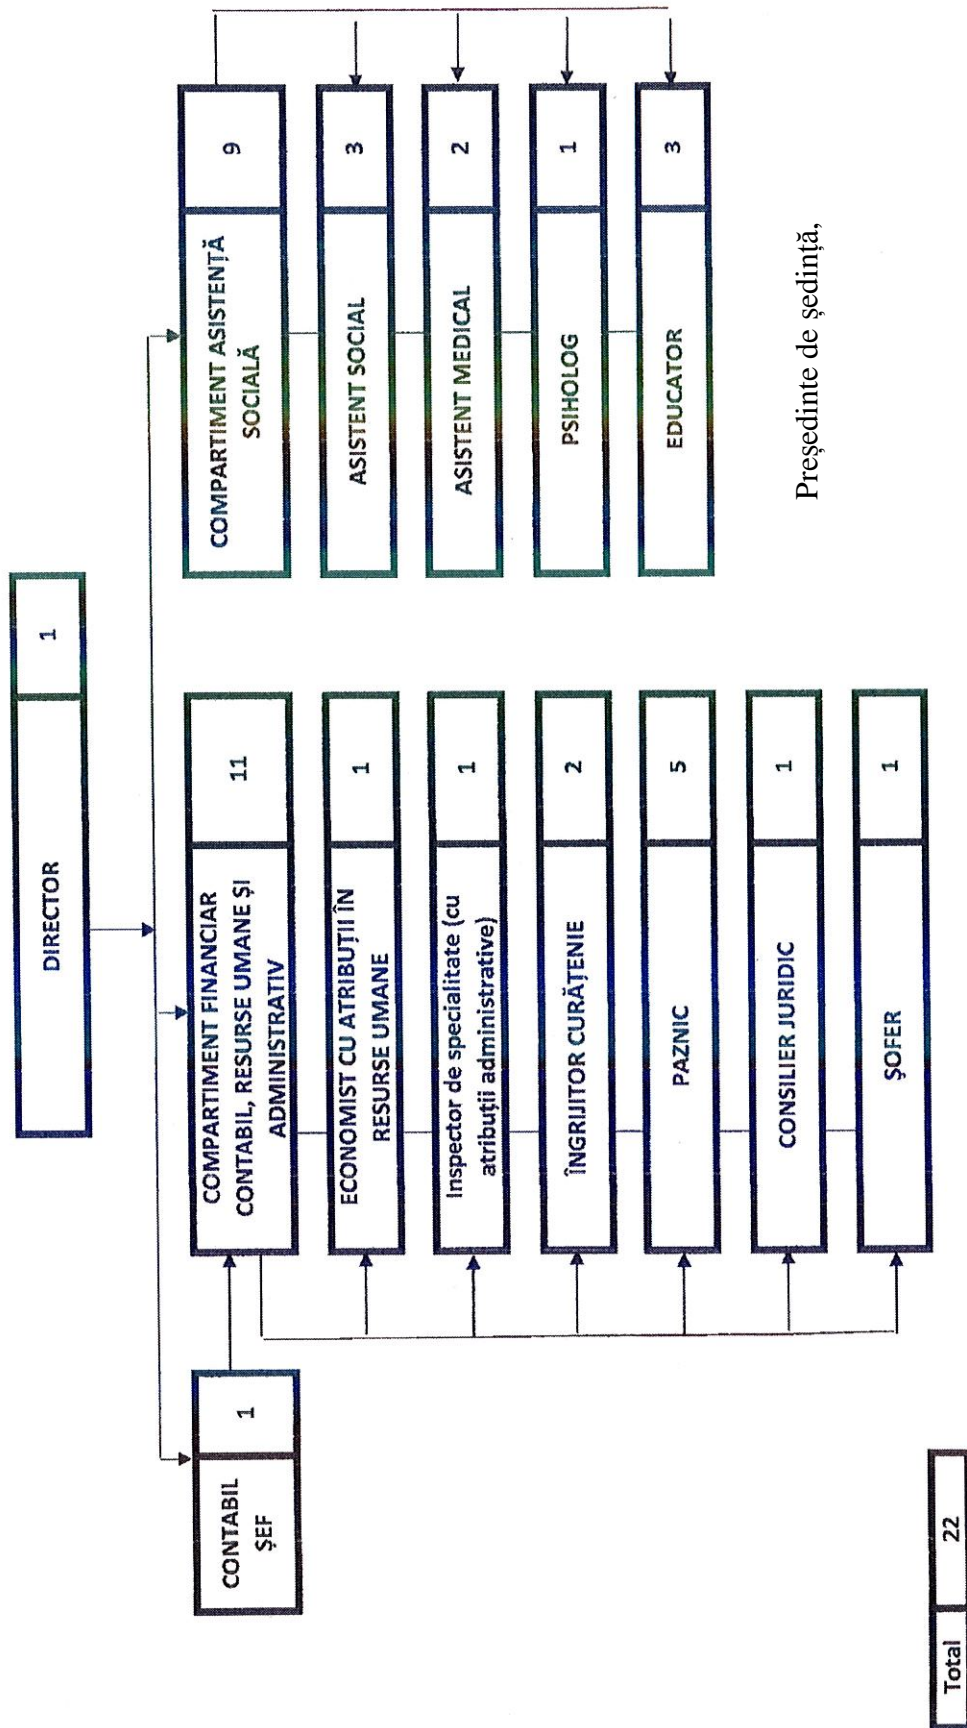 DIRECTOR
1
CONTABIL
ȘEF
1
COMPARTIMENT FINANCIAR
CONTABIL, RESURSE UMANE ȘI
ADMINISTRATIV
11
ECONOMIST CU ATRIBUȚII ÎN
RESURSE UMANE
1
Inspector de specialitate (cu
atribuții administrative)
1
ÎNGRIJITOR CURĂȚENIE
2
PAZNIC
5
CONSILIER JURIDIC
1
ȘOFER
1
COMPARTIMENT ASISTENȚĂ
SOCIALĂ
9
ASISTENT SOCIAL
3
ASISTENT MEDICAL
2
PSIHOLOG
1
EDUCATOR
3
Președinte de ședință,
Total
22